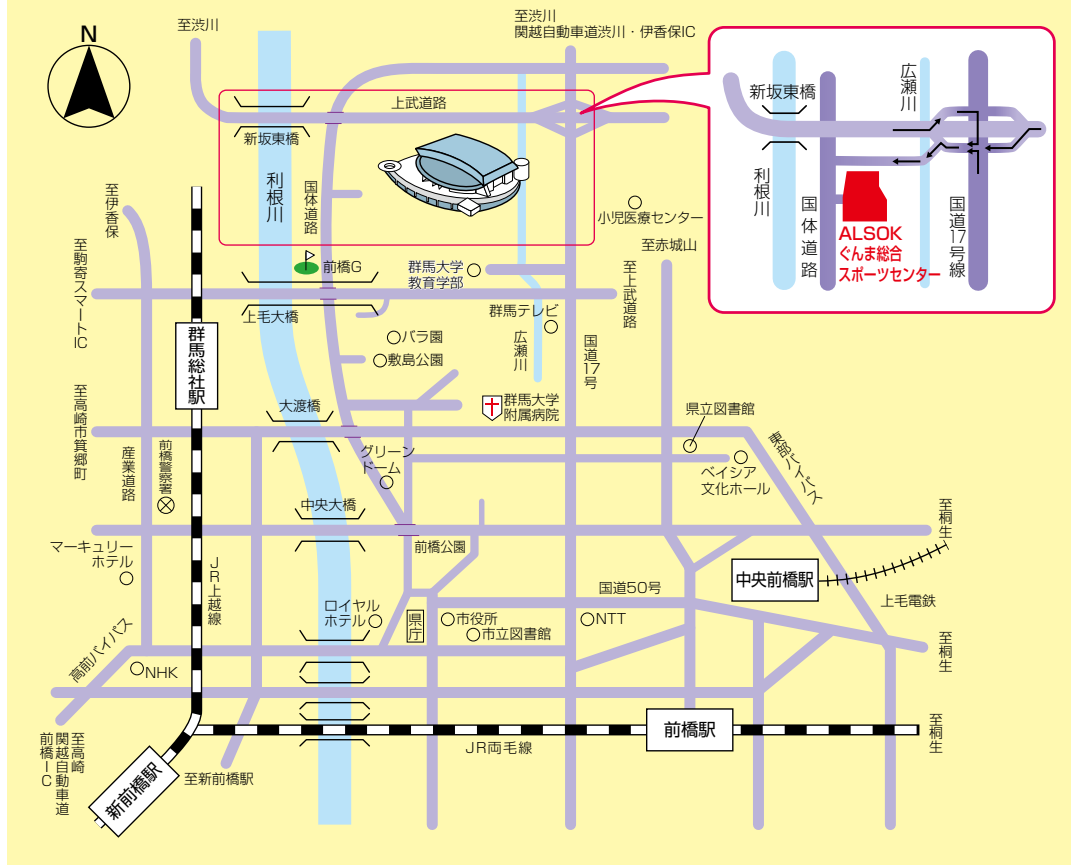 N
至渋川
至渋川
関越自動車道渋川・伊香保IC
上武道路
新坂東橋
利根川
国体道路
新坂東橋
広瀬川
利根川
国体道路
国道17号線
ALSOK
ぐんま総合
スポーツセンター
至伊香保
至駒寄スマートIC
小児医療センター
至赤城山
至上武道路
前橋G
群馬大学
教育学部
上毛大橋
群馬テレビ
広瀬川
国道17号
バラ園
敷島公園
群馬総社駅
至高崎市箕郷町
産業道路
前橋警察署
大渡橋
群馬大学
附属病院
県立図書館
東部バイパス
グリーン
ドーム
ベイシア
文化ホール
中央大橋
前橋公園
至桐生
マーキュリー
ホテル
JR上越線
中央前橋駅
上毛電鉄
国道50号
ロイヤル
ホテル
県庁
市役所
市立図書館
NTT
至桐生
高前バイパス
NHK
至高崎
関越自動車道
前橋IC
新前橋駅
至新前橋駅
JR両毛線
前橋駅
至桐生